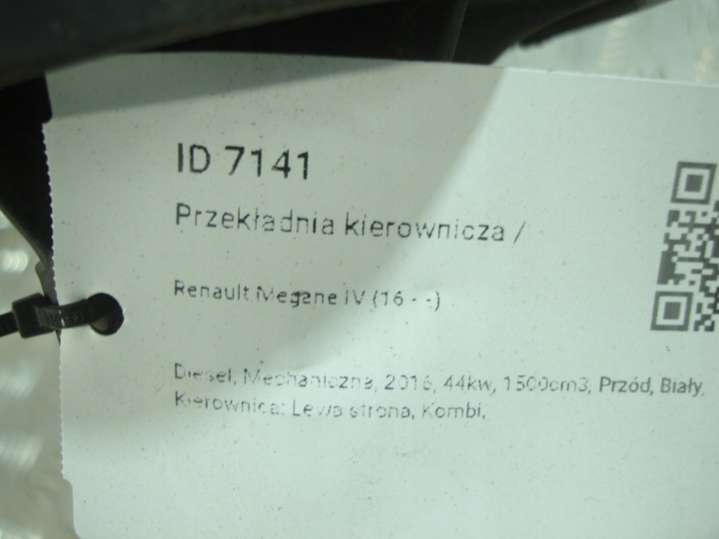 ID 7141
Przekładnia kierownicza /
Renault Megane IV (16 - -)
Diesel, Mechaniczna, 2016, 44kw, 1500cm3, Przód, Biały,
Kierownica: Lewa strona, Kombi,